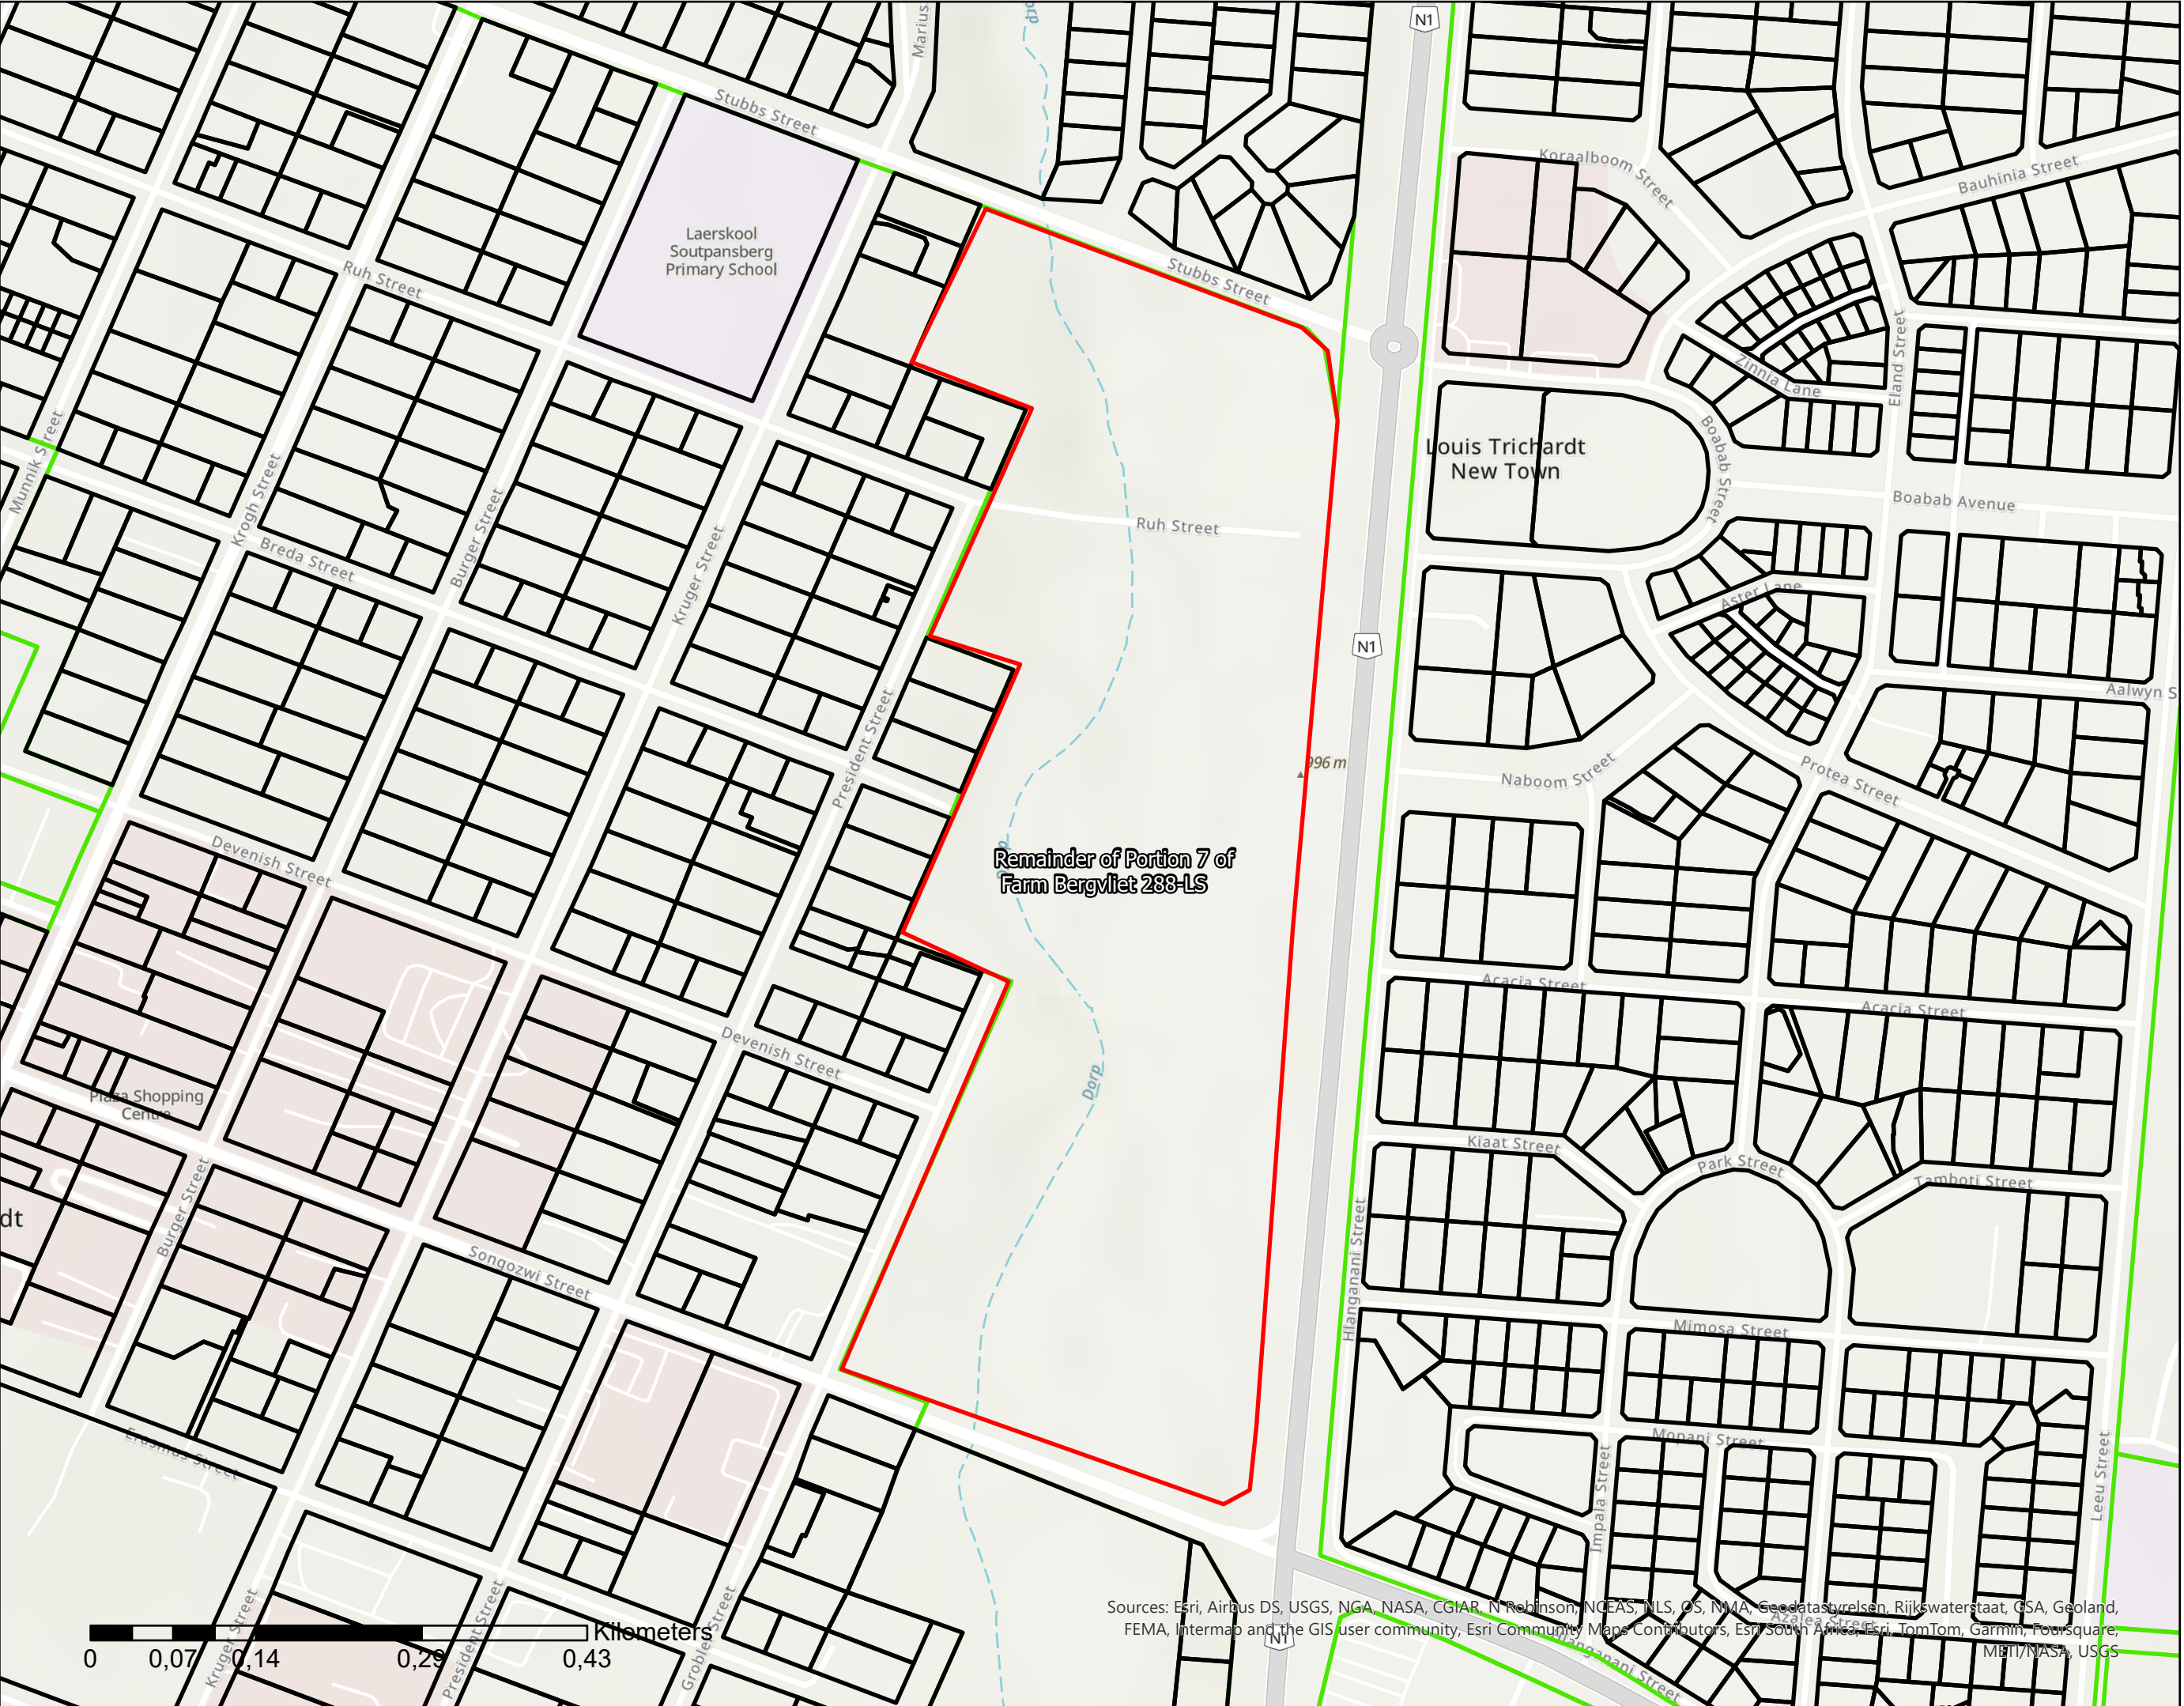 N1
Marius
Stubbs Street
Koraalboom Street
Bauhinia Street
Laerskool
Soutpansberg
Primary School
Ruh Street
Stubbs Street
Zinnia Lane
Eland Street
Munnik Street
Krogh Street
Burger Street
Louis Trichardt
New Town
Boabab Street
Boabab Avenue
Ruh Street
Breda Street
Kruger Street
Aster Lane
N1
Aalwyn S
President Street
996 m
Naboom Street
Protea Street
Devenish Street
Remainder of Portion 7 of
Farm Bergvliet 288-LS
Acacia Street
Acacia Street
Devenish Street
Plaza Shopping
Centre
Dorp
Kiaat Street
Park Street
Tamboti Street
dt
Burger Street
Songozwi Street
Hlanganani Street
Mimosa Street
Erasmus Street
Mopani Street
Impala Street
Leeu Street
Kruger Street
President Street
Grobler Street
Azalea Street
Hlanganani Street
N1
Kilometers
0 0,07 0,14 0,29 0,43
Sources: Esri, Airbus DS, USGS, NGA, NASA, CGIAR, N Robinson, NCEAS, NLS, OS, NMA, Geodatastyrelsen, Rijkswaterstaat, GSA, Geoland,
FEMA, Intermap and the GIS user community, Esri Community Maps Contributors, Esri South Africa, Esri, TomTom, Garmin, Foursquare,
METI/NASA, USGS